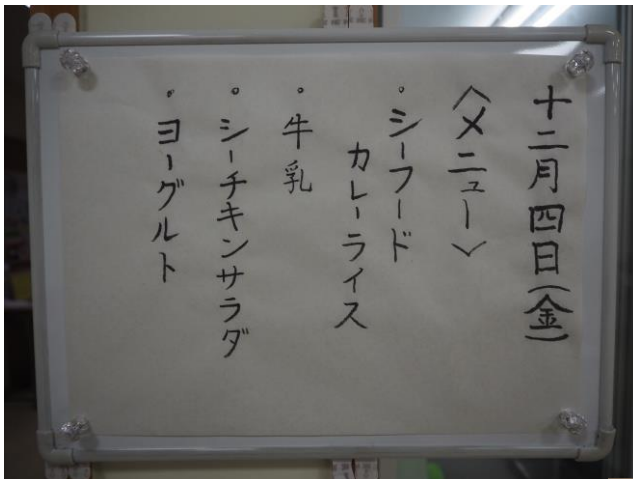 十二月四日(金)
〈メニュー〉
・シーフード
カレーライス
・牛乳
・シーチキンサラダ
・ヨーグルト